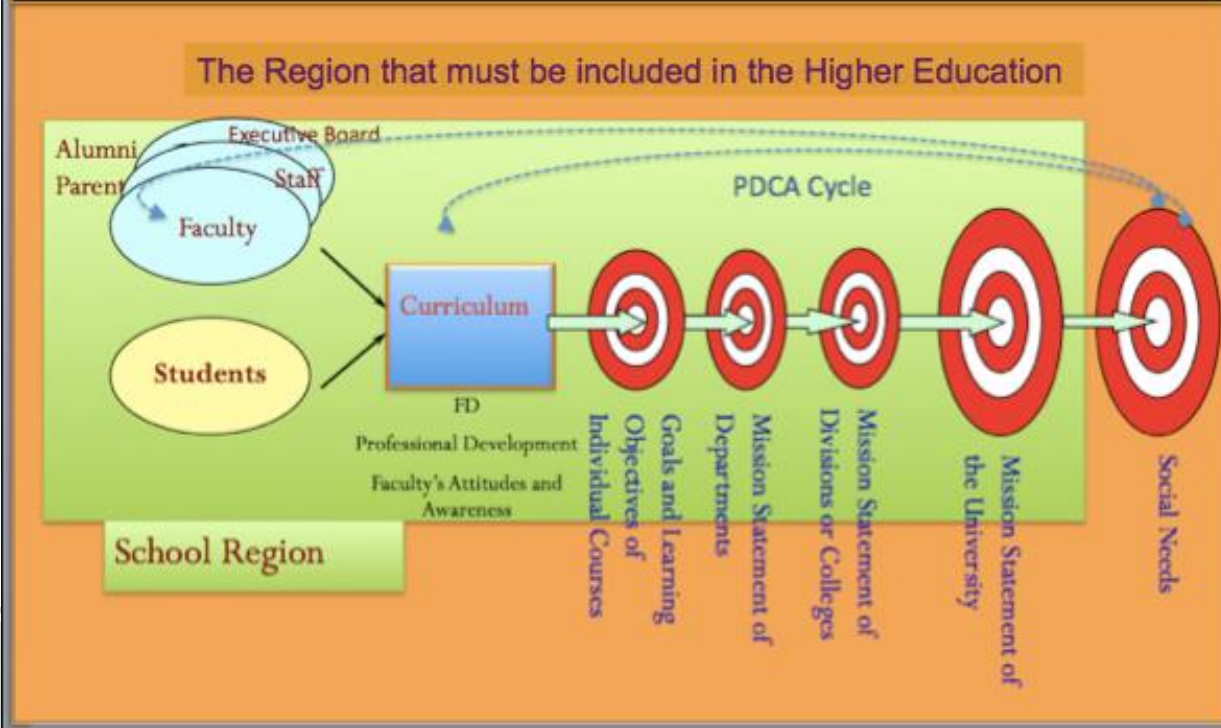 The Region that must be included in the Higher Education
Alumni
Parent
Executive Board
Staff
Faculty
PDCA Cycle
Students
Curriculum
FD
Professional Development
Faculty's Attitudes and
Awareness
Goals and Learning
Objectives of
Individual Courses
Mission Statement of
Departments
Mission Statement of
Divisions or Colleges
Mission Statement of
the University
Social Needs
School Region